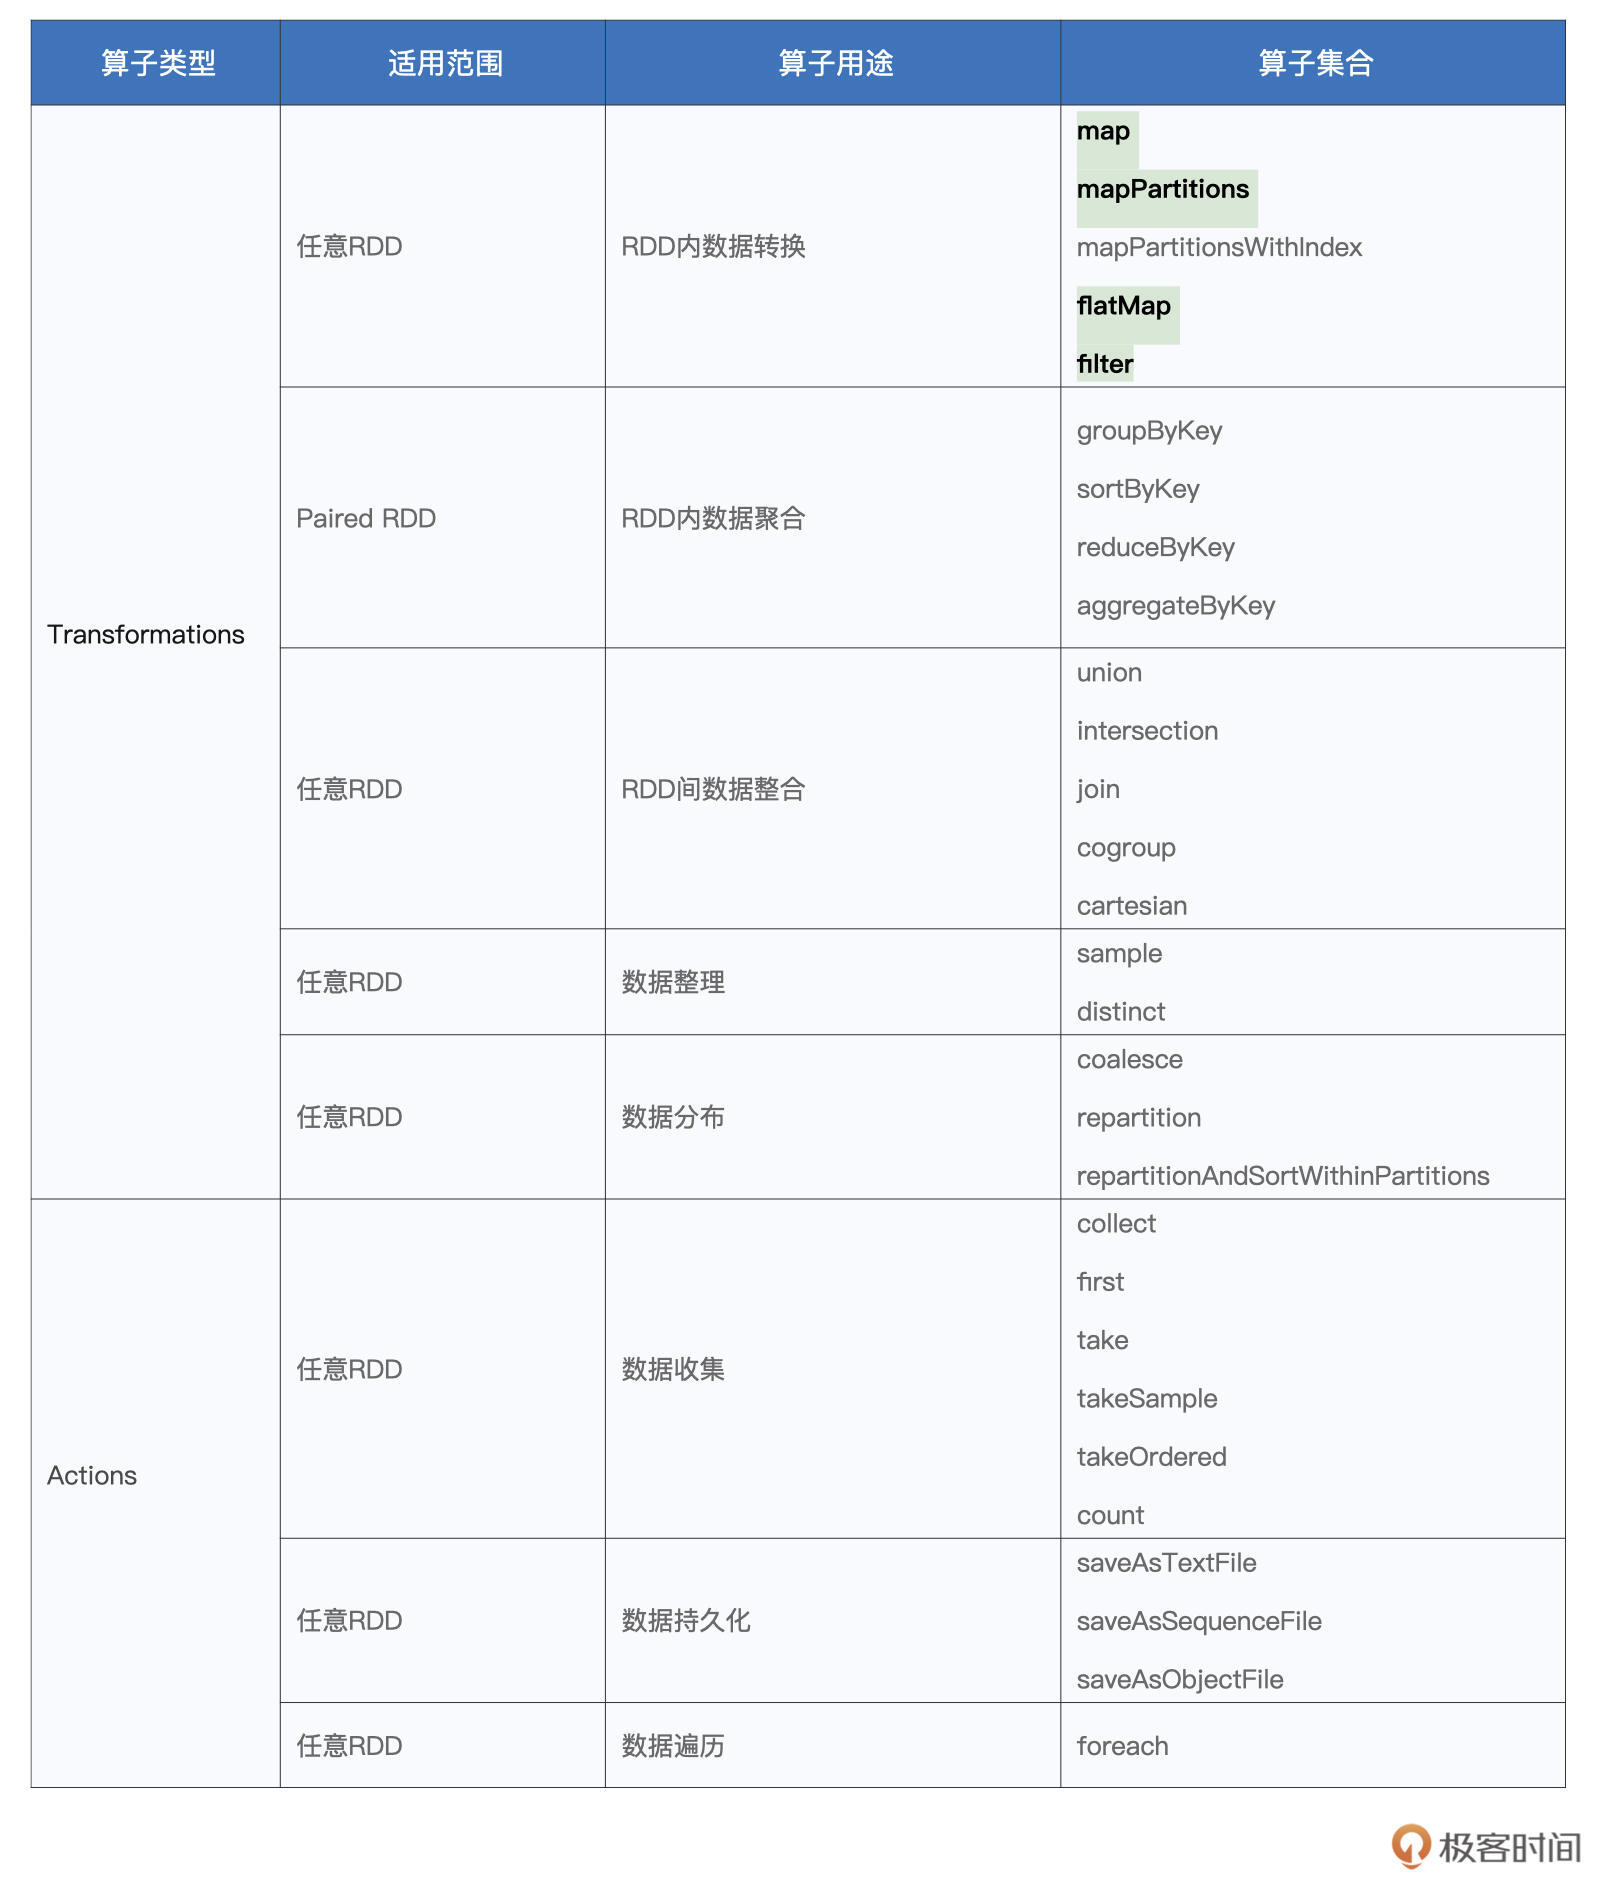 算子类型 适用范围 算子用途 算子集合
Transformations
任意RDD
RDD内数据转换
map
mapPartitions
mapPartitionsWithIndex
flatMap
filter
Paired RDD
RDD内数据聚合
groupByKey
sortByKey
reduceByKey
aggregateByKey
任意RDD
RDD间数据整合
union
intersection
join
cogroup
cartesian
任意RDD
数据整理
sample
distinct
任意RDD
数据分布
coalesce
repartition
repartitionAndSortWithinPartitions
Actions
任意RDD
数据收集
collect
first
take
takeSample
takeOrdered
count
任意RDD
数据持久化
saveAsTextFile
saveAsSequenceFile
saveAsObjectFile
任意RDD
数据遍历
foreach
极客时间